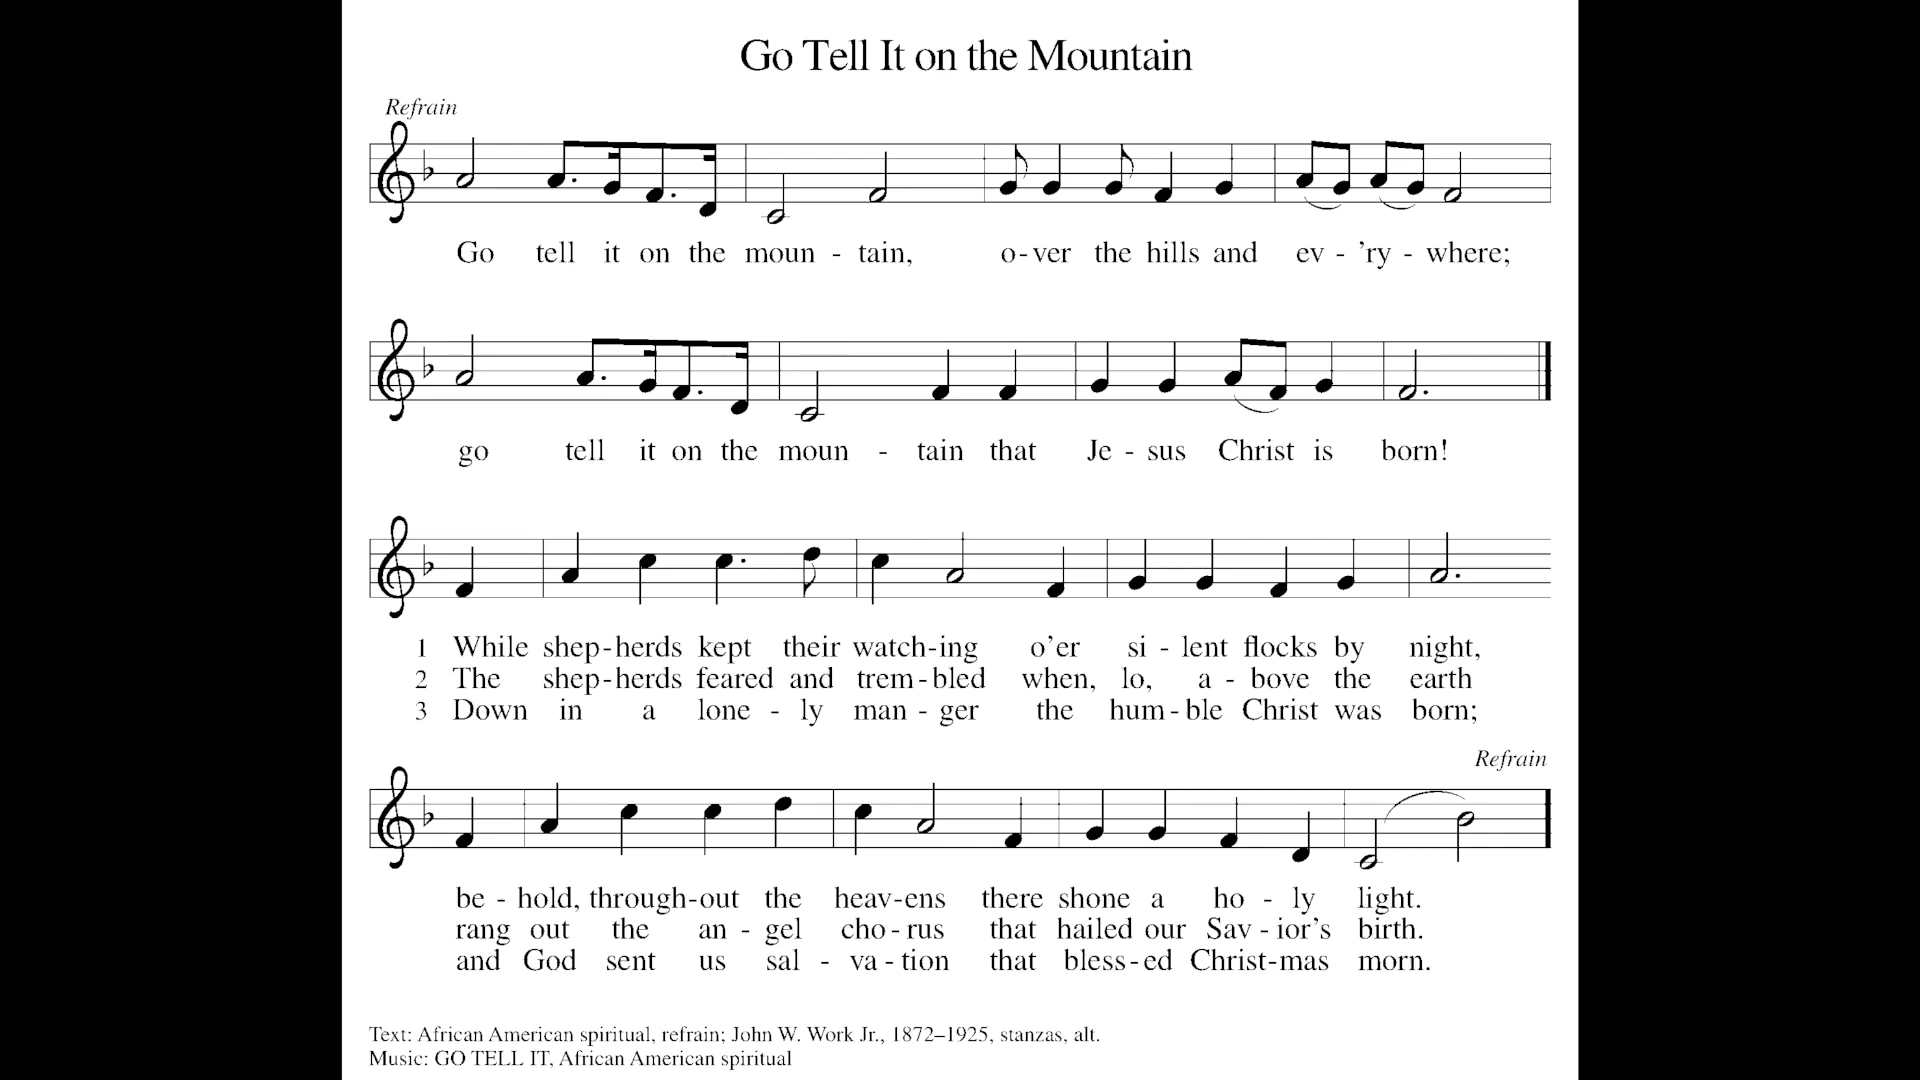 Go Tell It on the Mountain
Refrain
Go tell it on the moun - tain, o - ver the hills and ev - 'ry - where;
go tell it on the moun - tain that Je - sus Christ is born!
1 While shep - herds kept their watch - ing o'er si - lent flocks by night,
2 The shep - herds feared and trem - bled when, lo, a - bove the earth
3 Down in a lone - ly man - ger the hum - ble Christ was born;
Refrain
be - hold, through - out the heav - ens there shone a ho - ly light.
rang out the an - gel cho - rus that hailed our Sav - ior's birth.
and God sent us sal - va - tion that bless - ed Christ - mas morn.
Text: African American spiritual, refrain; John W. Work Jr., 1872–1925, stanzas, alt.
Music: GO TELL IT, African American spiritual